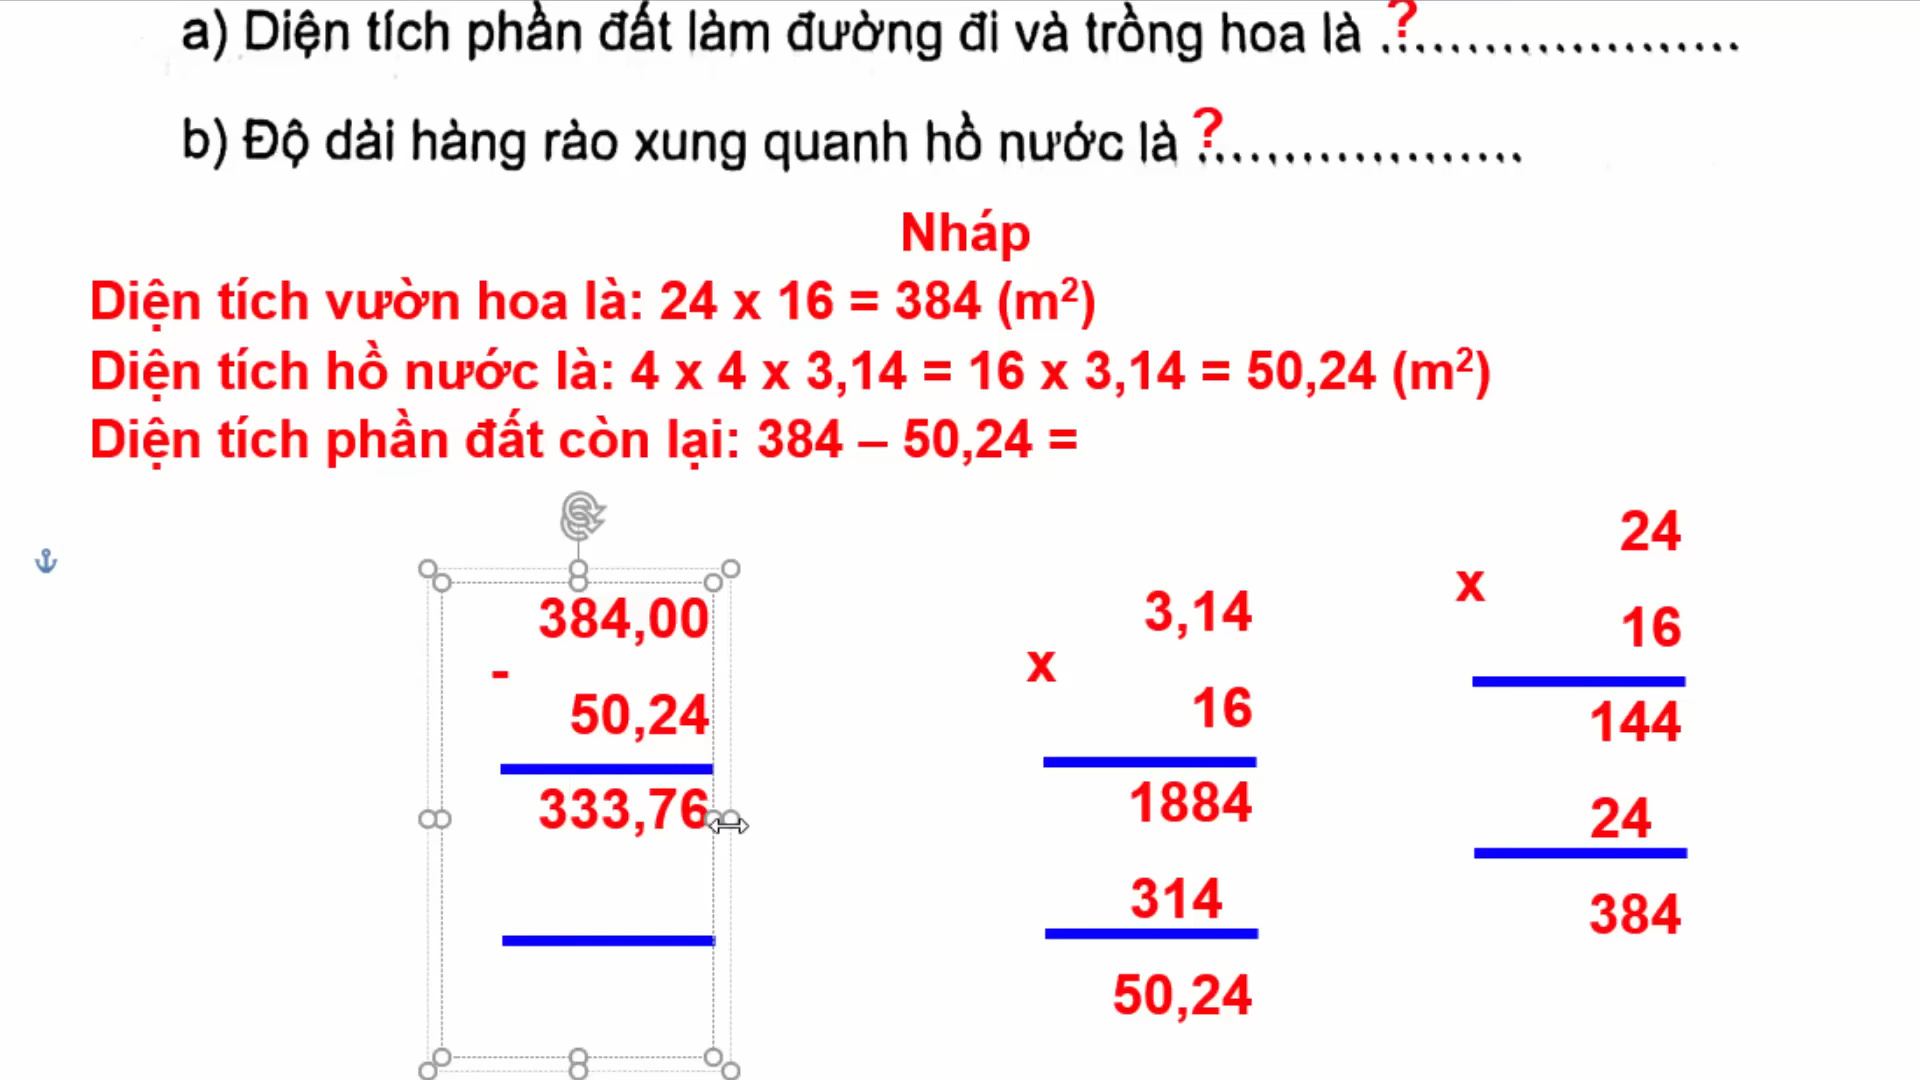 a) Diện tích phần đất làm đường đi và trồng hoa là ?........................
b) Độ dài hàng rào xung quanh hồ nước là ?........................
Nháp
Diện tích vườn hoa là: 24 x 16 = 384 (m²)
Diện tích hồ nước là: 4 x 4 x 3,14 = 16 x 3,14 = 50,24 (m²)
Diện tích phần đất còn lại: 384 – 50,24 =
384,00
-
50,24
333,76
3,14
x
16
1884
314
50,24
24
x
16
144
24
384